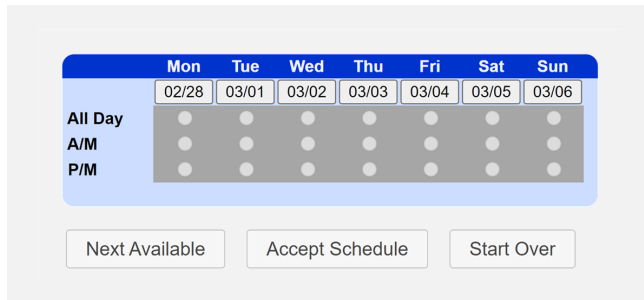 Mon Tue Wed Thu Fri Sat Sun
02/28 03/01 03/02 03/03 03/04 03/05 03/06
All Day
A/M
P/M
Next Available Accept Schedule Start Over